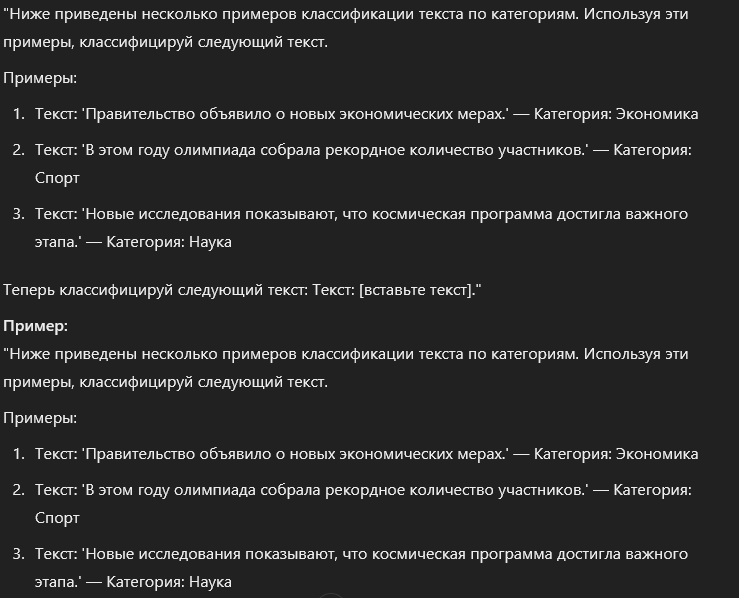 "Ниже приведены несколько примеров классификации текста по категориям. Используя эти
примеры, классифицируй следующий текст.
Примеры:
1. Текст: 'Правительство объявило о новых экономических мерах.' — Категория: Экономика
2. Текст: 'В этом году олимпиада собрала рекордное количество участников.' — Категория:
Спорт
3. Текст: 'Новые исследования показывают, что космическая программа достигла важного
этапа.' — Категория: Наука
Теперь классифицируй следующий текст: Текст: [вставьте текст]."
Пример:
"Ниже приведены несколько примеров классификации текста по категориям. Используя эти
примеры, классифицируй следующий текст.
Примеры:
1. Текст: 'Правительство объявило о новых экономических мерах.' — Категория: Экономика
2. Текст: 'В этом году олимпиада собрала рекордное количество участников.' — Категория:
Спорт
3. Текст: 'Новые исследования показывают, что космическая программа достигла важного
этапа.' — Категория: Наука